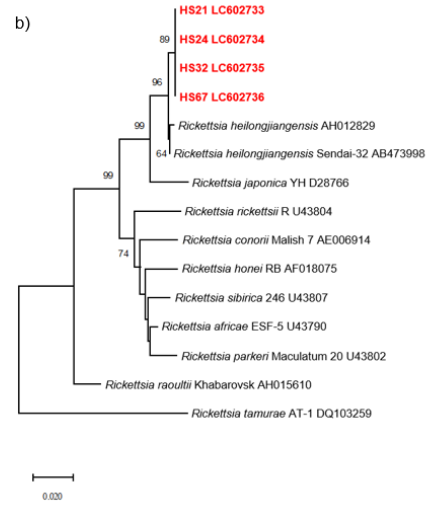 b)
HS21 LC602733
89
HS24 LC602734
HS32 LC602735
96
HS67 LC602736
99
Rickettsia heilongjiangensis AH012829
64
Rickettsia heilongjiangensis Sendai-32 AB473998
99
Rickettsia japonica YH D28766
Rickettsia rickettsii R U43804
74
Rickettsia conorii Malish 7 AE006914
Rickettsia honei RB AF018075
Rickettsia sibirica 246 U43807
Rickettsia africae ESF-5 U43790
Rickettsia parkeri Maculatum 20 U43802
Rickettsia raoultii Khabarovsk AH015610
Rickettsia tamurae AT-1 DQ103259
0.020